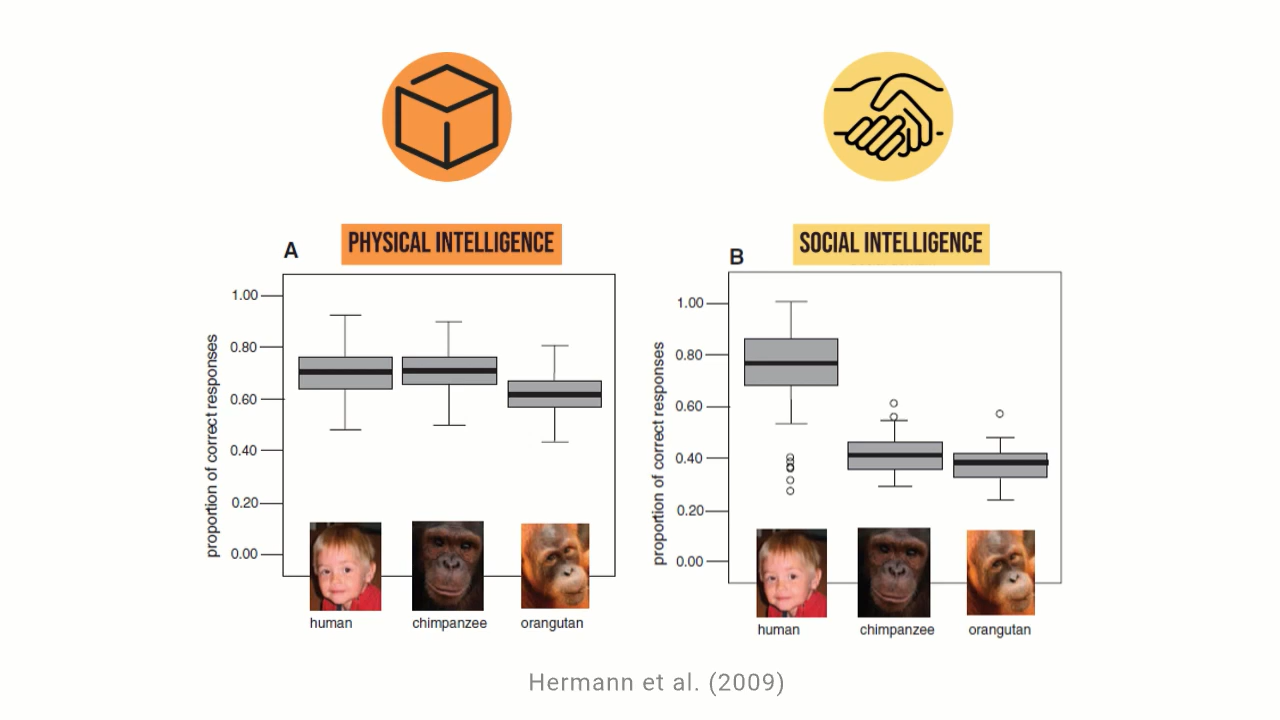 PHYSICAL INTELLIGENCE
A
proportion of correct responses
1.00
0.80
0.60
0.40
0.20
0.00
human
chimpanzee
orangutan
SOCIAL INTELLIGENCE
B
proportion of correct responses
1.00
0.80
0.60
0.40
0.20
0.00
human
chimpanzee
orangutan
Hermann et al. (2009)